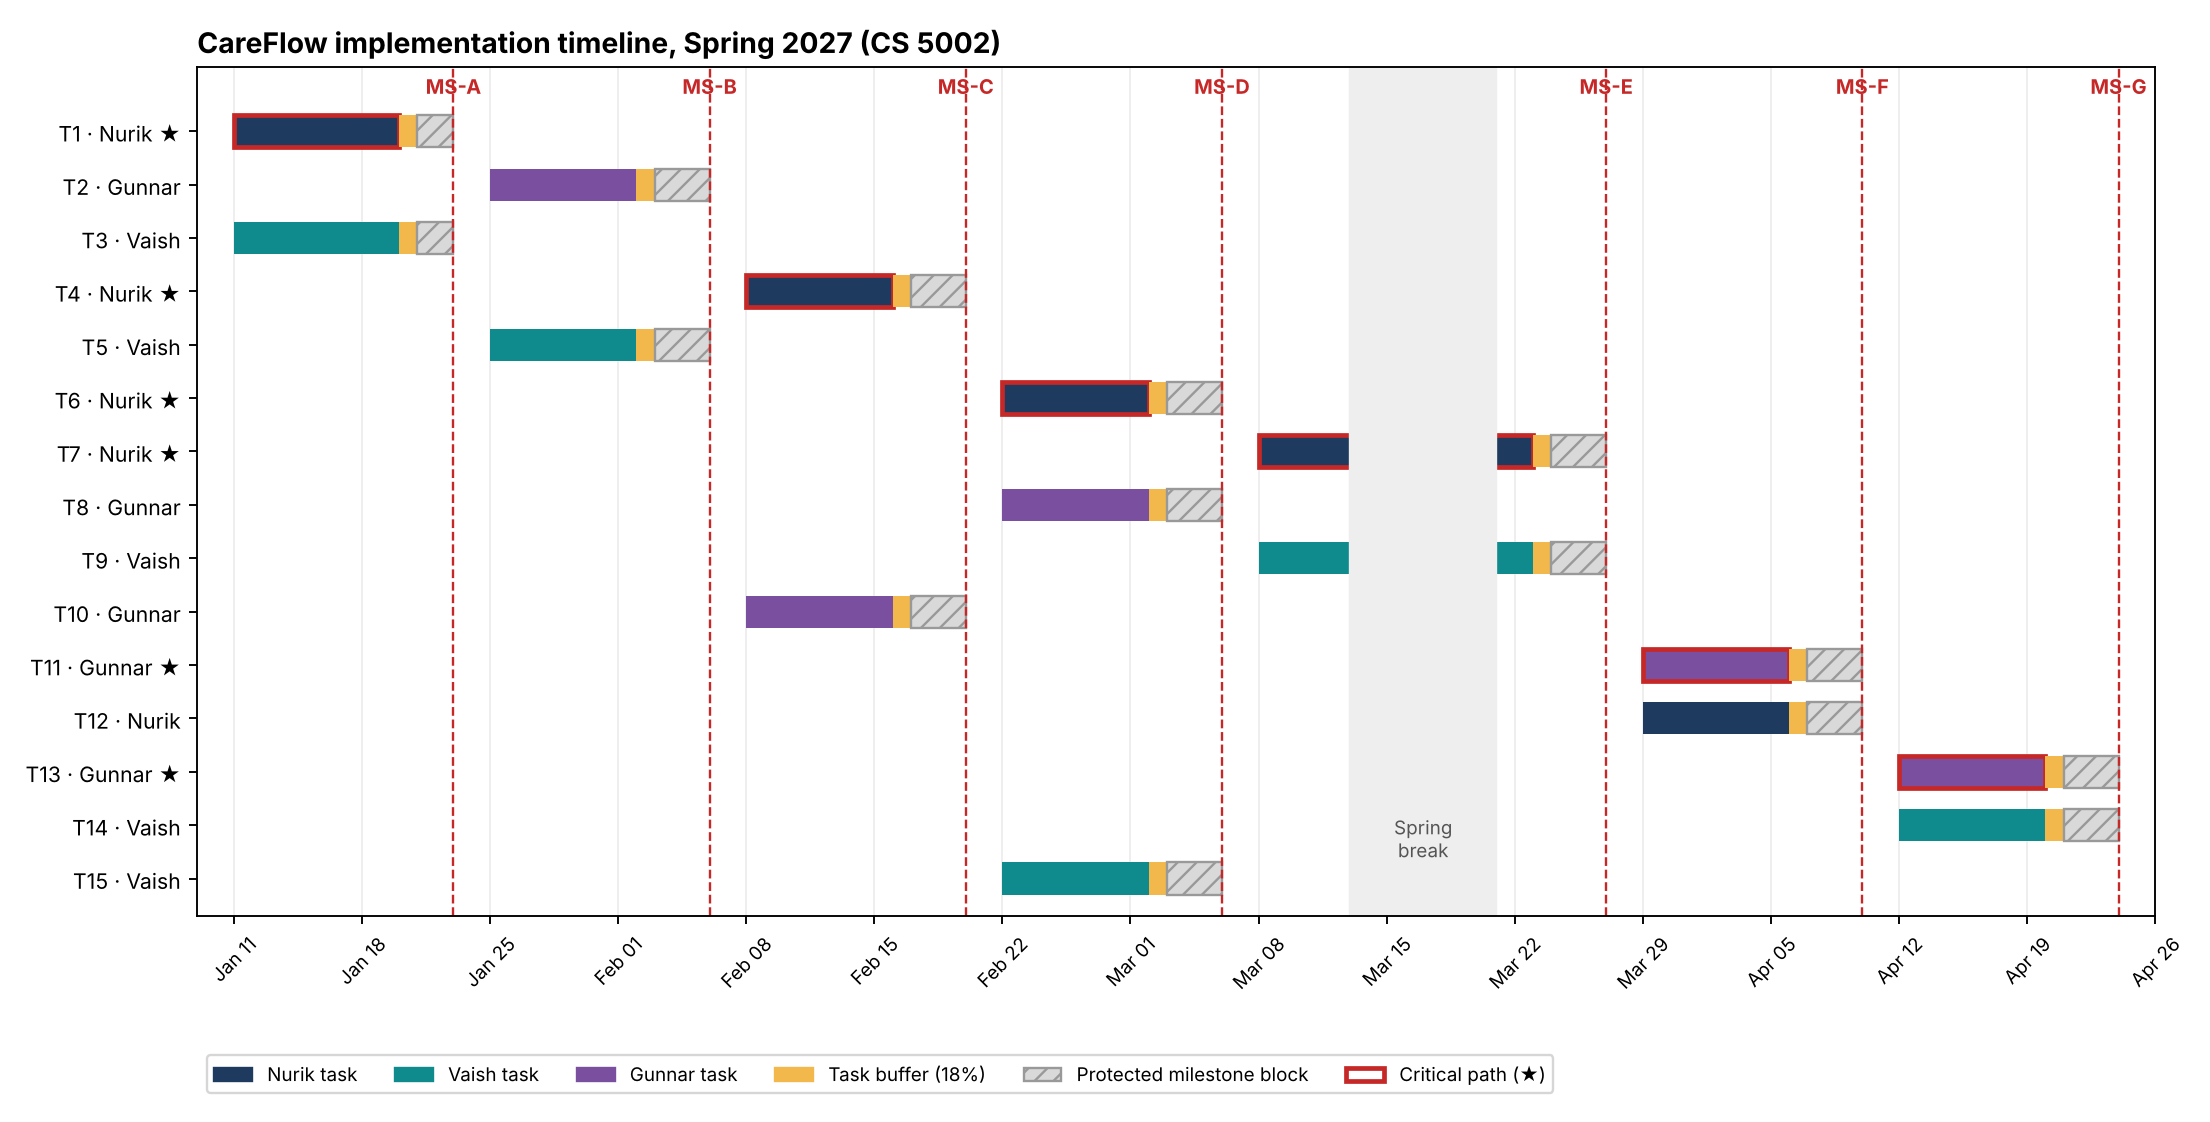 CareFlow implementation timeline, Spring 2027 (CS 5002)
MS-A MS-B MS-C MS-D MS-E MS-F MS-G
T1 · Nurik ★
T2 · Gunnar
T3 · Vaish
T4 · Nurik ★
T5 · Vaish
T6 · Nurik ★
T7 · Nurik ★
T8 · Gunnar
T9 · Vaish
T10 · Gunnar
T11 · Gunnar ★
T12 · Nurik
T13 · Gunnar ★
T14 · Vaish
T15 · Vaish
Spring
break
Jan 11 Jan 18 Jan 25 Feb 01 Feb 08 Feb 15 Feb 22 Mar 01 Mar 08 Mar 15 Mar 22 Mar 29 Apr 05 Apr 12 Apr 19 Apr 26
Nurik task Vaish task Gunnar task Task buffer (18%) Protected milestone block Critical path (★)